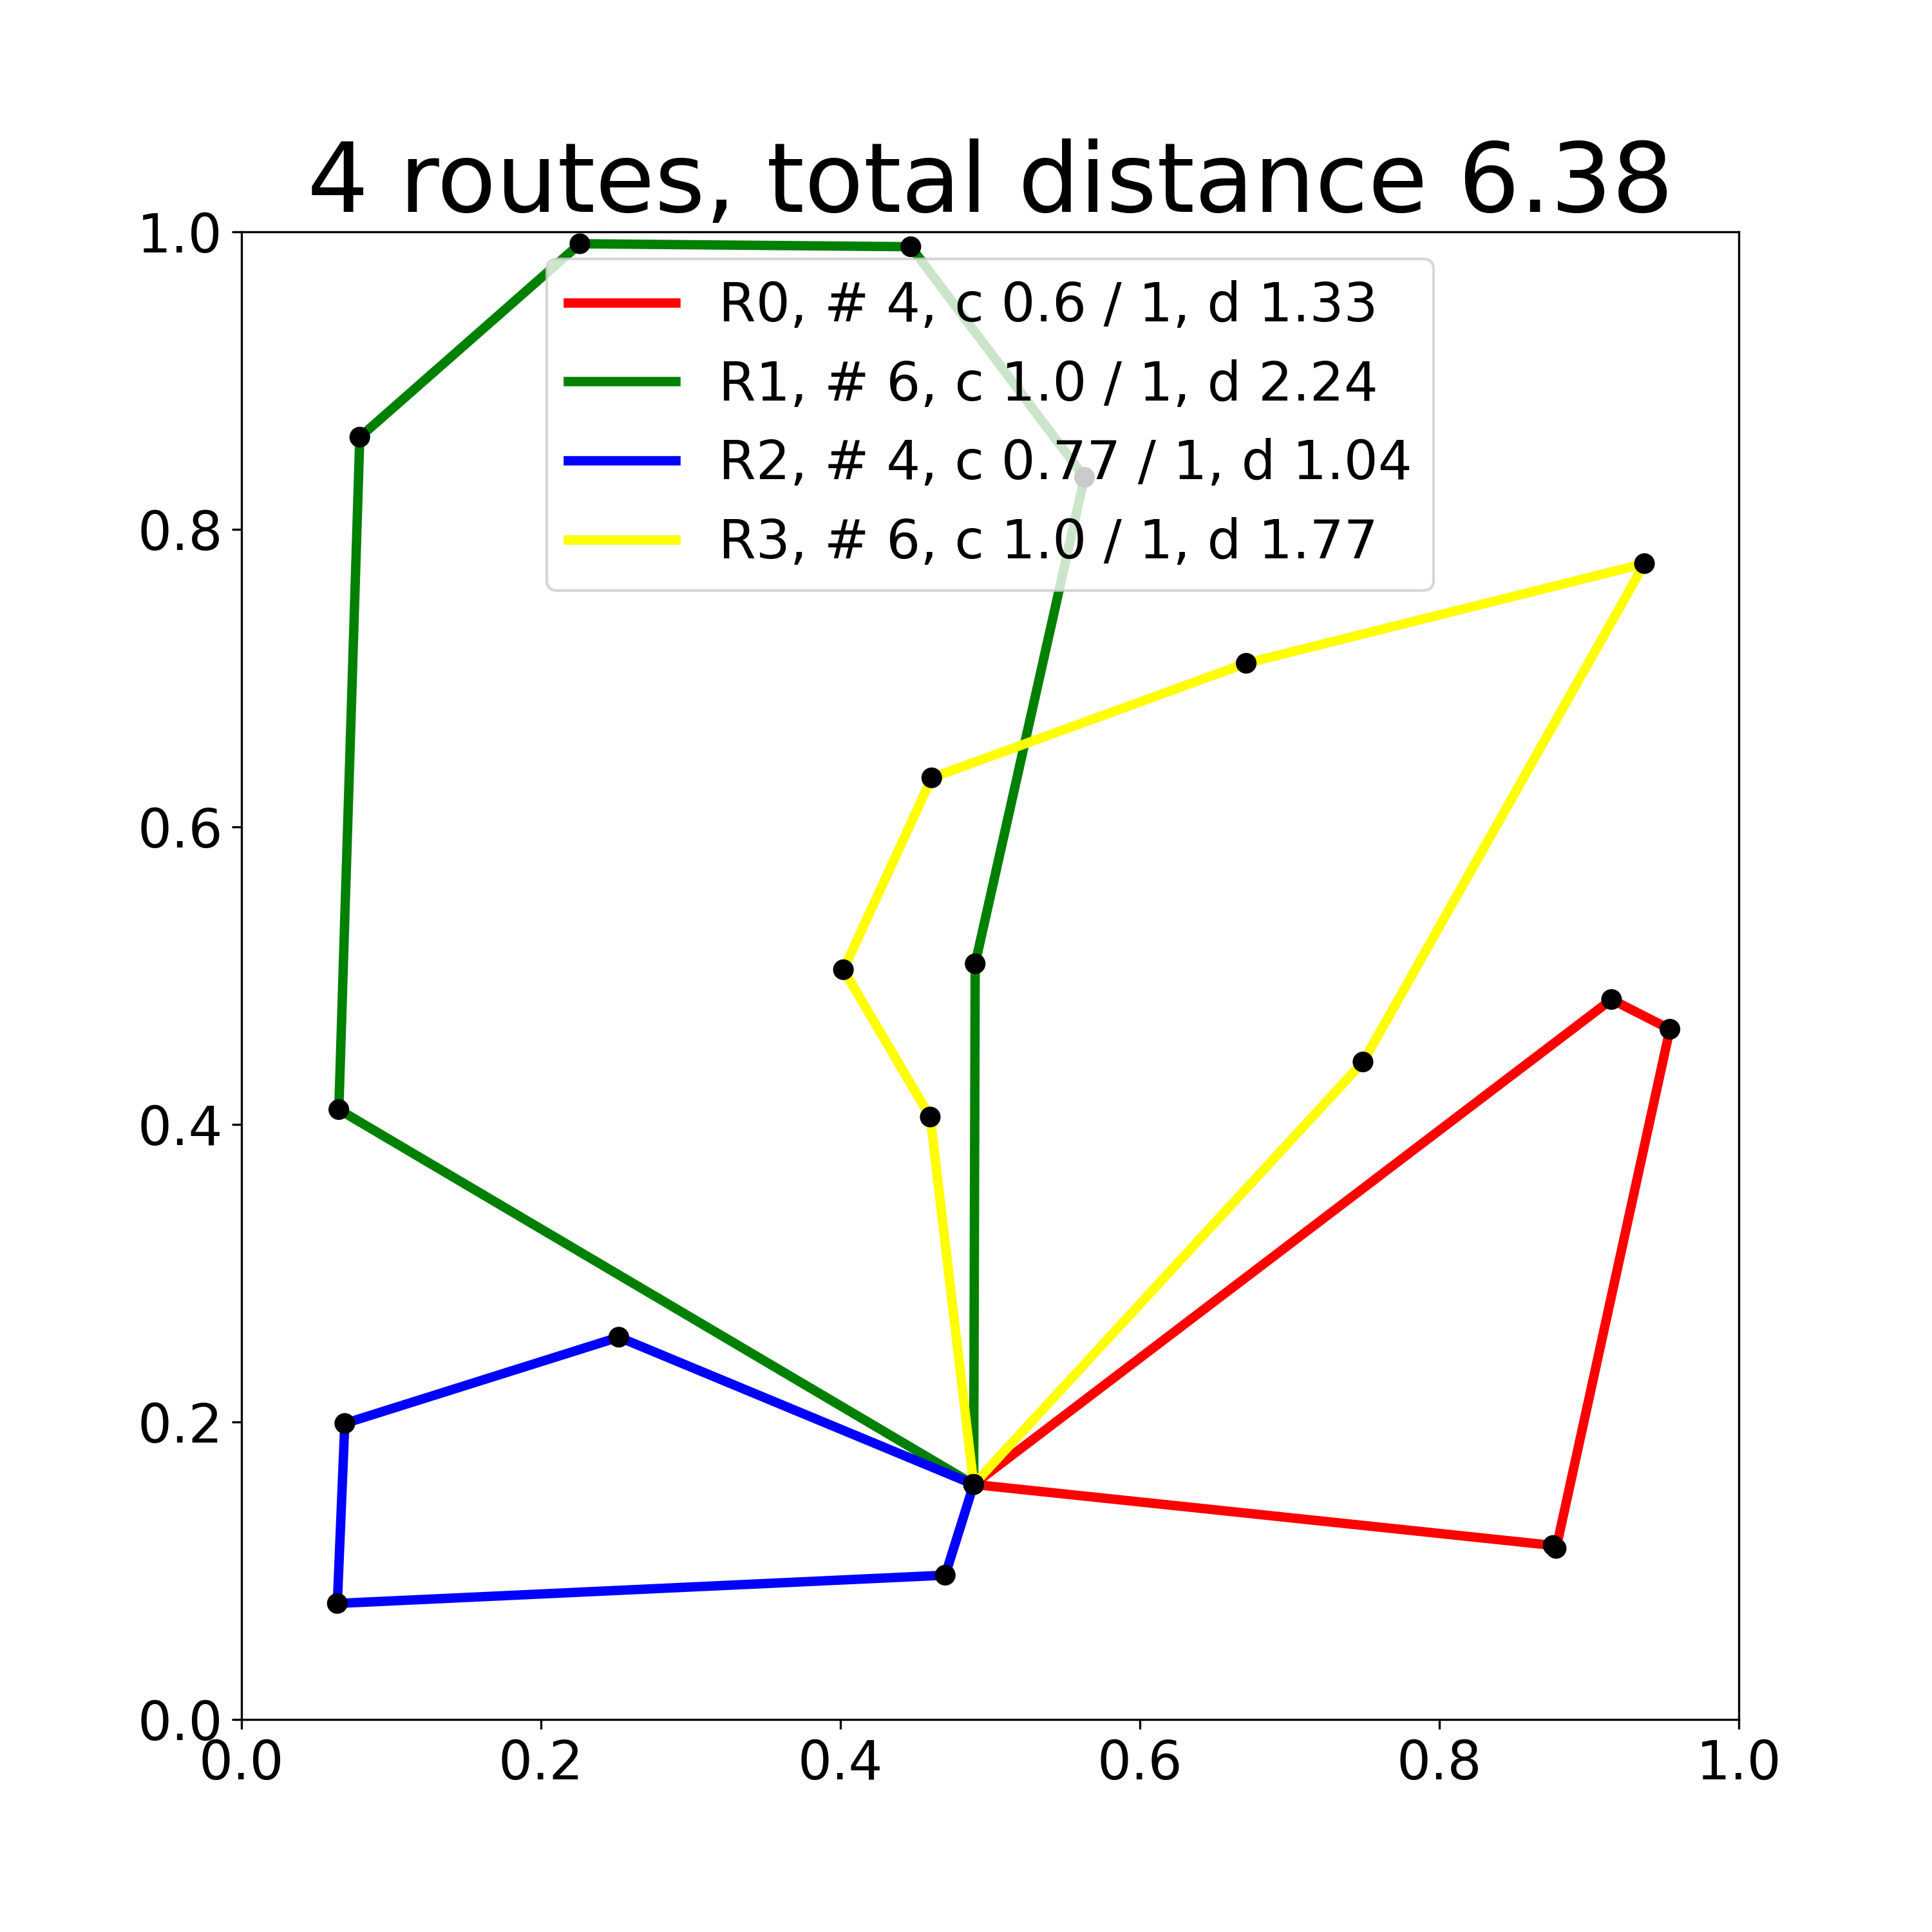 4 routes, total distance 6.38
1.0
R0, # 4, c 0.6 / 1, d 1.33
R1, # 6, c 1.0 / 1, d 2.24
R2, # 4, c 0.77 / 1, d 1.04
0.8
R3, # 6, c 1.0 / 1, d 1.77
0.6
0.4
0.2
0.0
0.0 0.2 0.4 0.6 0.8 1.0